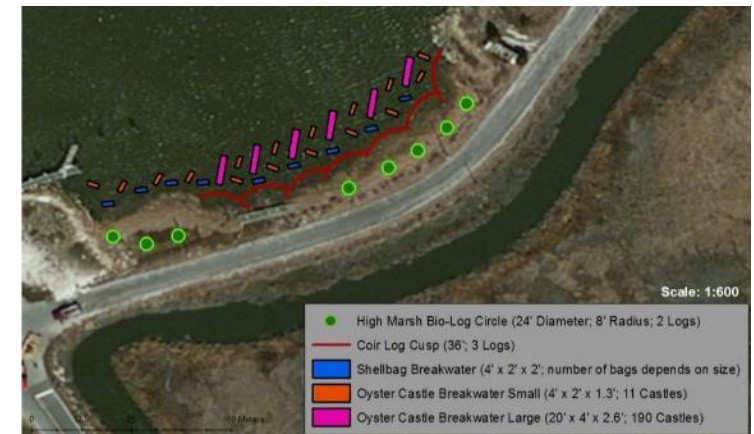 Scale: 1:600
High Marsh Bio-Log Circle (24' Diameter; 8' Radius; 2 Logs)
Coir Log Cusp (36'; 3 Logs)
Shellbag Breakwater (4' x 2' x 2'; number of bags depends on size)
Oyster Castle Breakwater Small (4' x 2' x 1.3'; 11 Castles)
Oyster Castle Breakwater Large (20' x 4' x 2.6'; 190 Castles)
0
Meters